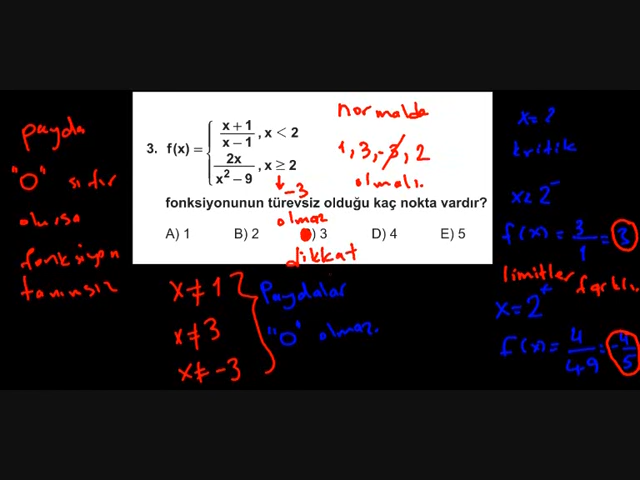 payda
"0" sıfır
olursa
fonksiyon
tanımsız
normalde
3. f(x) = { x+1 / x−1 , x < 2
2x / x² − 9 , x ≥ 2
1, 3, -3, 2
olmalı.
↓ -3
fonksiyonunun türevsiz olduğu kaç nokta vardır?
olmaz
A) 1 B) 2 ) 3 D) 4 E) 5
dikkat
x ≠ 1
x ≠ 3
x ≠ -3
Paydalar
"0" olmaz.
x = 2
kritik
x = 2⁻
f(x) = 3/1 = 3
limitler farklı.
x = 2⁺
f(x) = 4/4-9 = -4/5